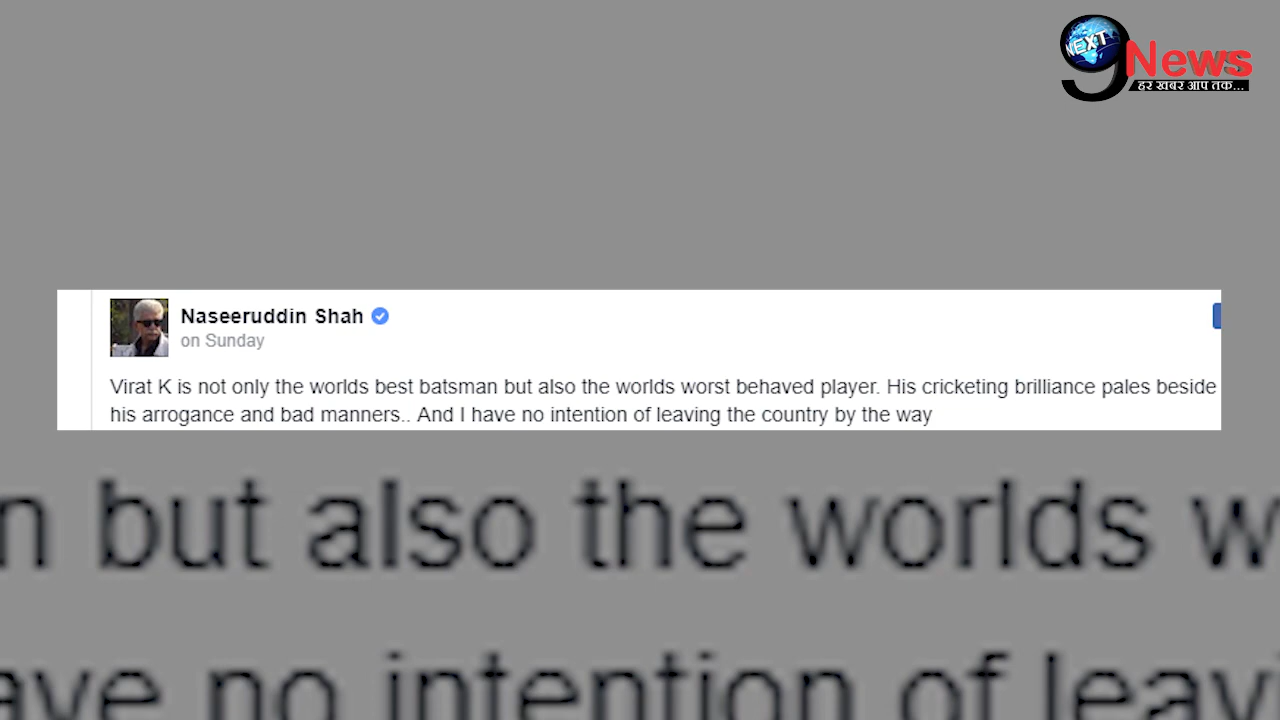 NEXT
9 News
हर खबर आप तक...
Naseeruddin Shah
on Sunday
Virat K is not only the worlds best batsman but also the worlds worst behaved player. His cricketing brilliance pales beside
his arrogance and bad manners.. And I have no intention of leaving the country by the way
n but also the worlds w
ave no intention of leavi